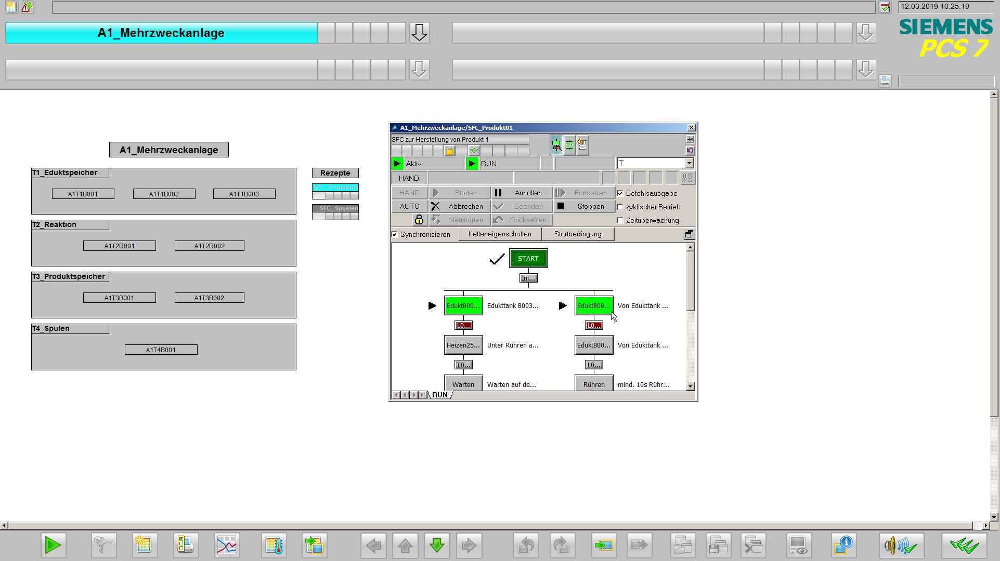 12.03.2019 10:25:19
A1_Mehrzweckanlage
SIEMENS
PCS 7
A1_Mehrzweckanlage/SFC_Produkt01
SFC zur Herstellung von Produkt 1
Aktiv
RUN
T
HAND
HAND
Starten
Anhalten
Fortsetzen
Befehlsausgabe
AUTO
Abbrechen
Beenden
Stoppen
zyklischer Betrieb
Neustarten
Rücksetzen
Zeitüberwachung
Synchronisieren
Ketteneigenschaften
Startbedingung
START
Ini...
EduktB00...
Edukttank B003...
EduktB00...
Von Edukttank ...
L0...
L0...
Heizen25...
Unter Rühren a...
EduktB00...
Von Edukttank ...
T0...
L0...
Warten
Warten auf de...
Rühren
mind. 10s Rühr...
RUN
A1_Mehrzweckanlage
T1_Eduktspeicher
A1T1B001
A1T1B002
A1T1B003
T2_Reaktion
A1T2R001
A1T2R002
T3_Produktspeicher
A1T3B001
A1T3B002
T4_Spülen
A1T4B001
Rezepte
SFC_Produkt01
SFC_Spuelen